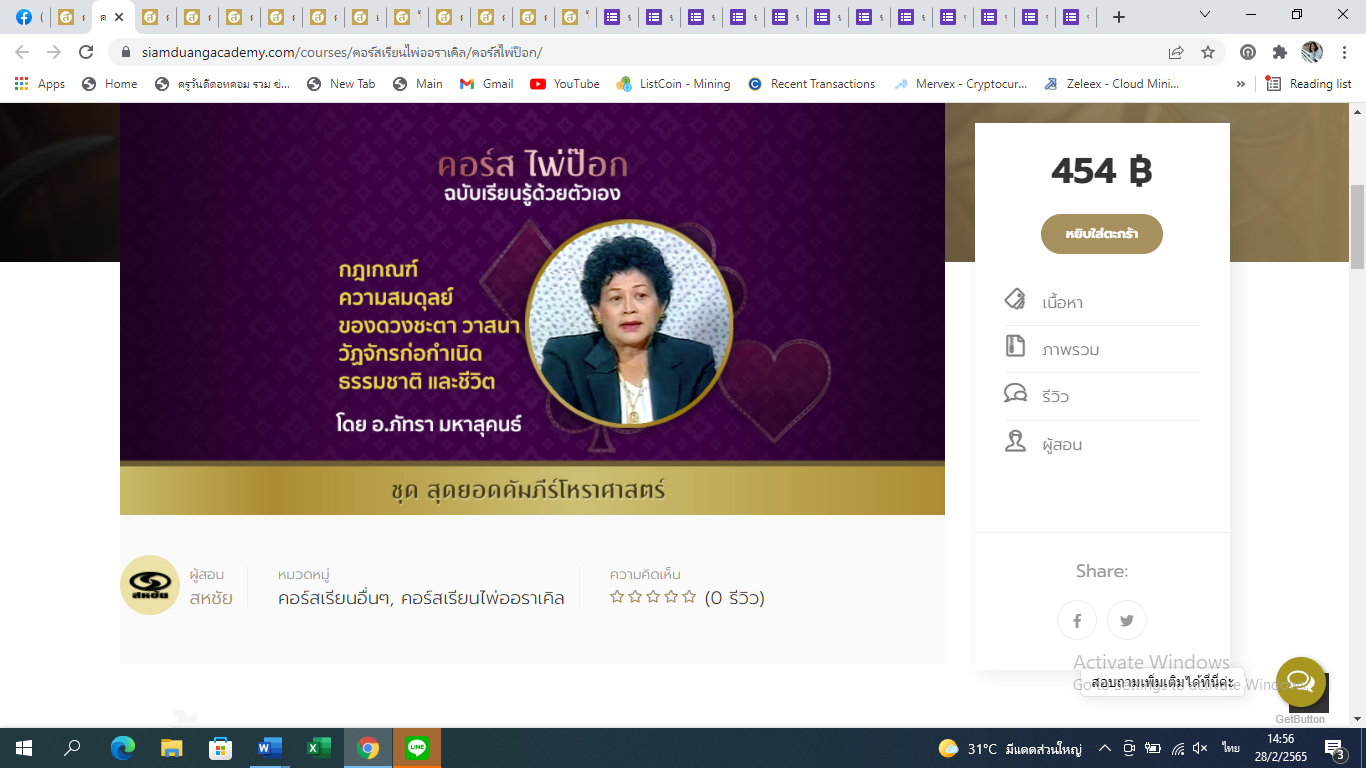 siamduangacademy.com/courses/คอร์สเรียนไพ่ออราเคิล/คอร์สไพ่ป๊อก/
Apps
Home
ดูรู้วันดีดอทคอม รวม ข่...
New Tab
Main
Gmail
YouTube
ListCoin - Mining
Recent Transactions
Mervex - Cryptocur...
Zeleex - Cloud Mini...
»
Reading list
คอร์ส ไพ่ป๊อก
ฉบับเรียนรู้ด้วยตัวเอง
กฎเกณฑ์
ความสมดุลย์
ของดวงชะตา วาสนา
วัฏจักรก่อกำเนิด
ธรรมชาติ และชีวิต
โดย อ.ภัทรา มหาสุคนธ์
ชุด สุดยอดคัมภีร์โหราศาสตร์
454 ฿
หยิบใส่ตะกร้า
เนื้อหา
ภาพรวม
รีวิว
ผู้สอน
Share:
ผู้สอน
สหชัย
สหชัย
หมวดหมู่
คอร์สเรียนอื่นๆ, คอร์สเรียนไพ่ออราเคิล
ความคิดเห็น
(0 รีวิว)
Activate Windows
Go to Settings to activate Windows.
สอบถามเพิ่มเติมได้ที่นี่ค่ะ
GetButton
31°C มีแดดส่วนใหญ่
ไทย
14:56
28/2/2565
3